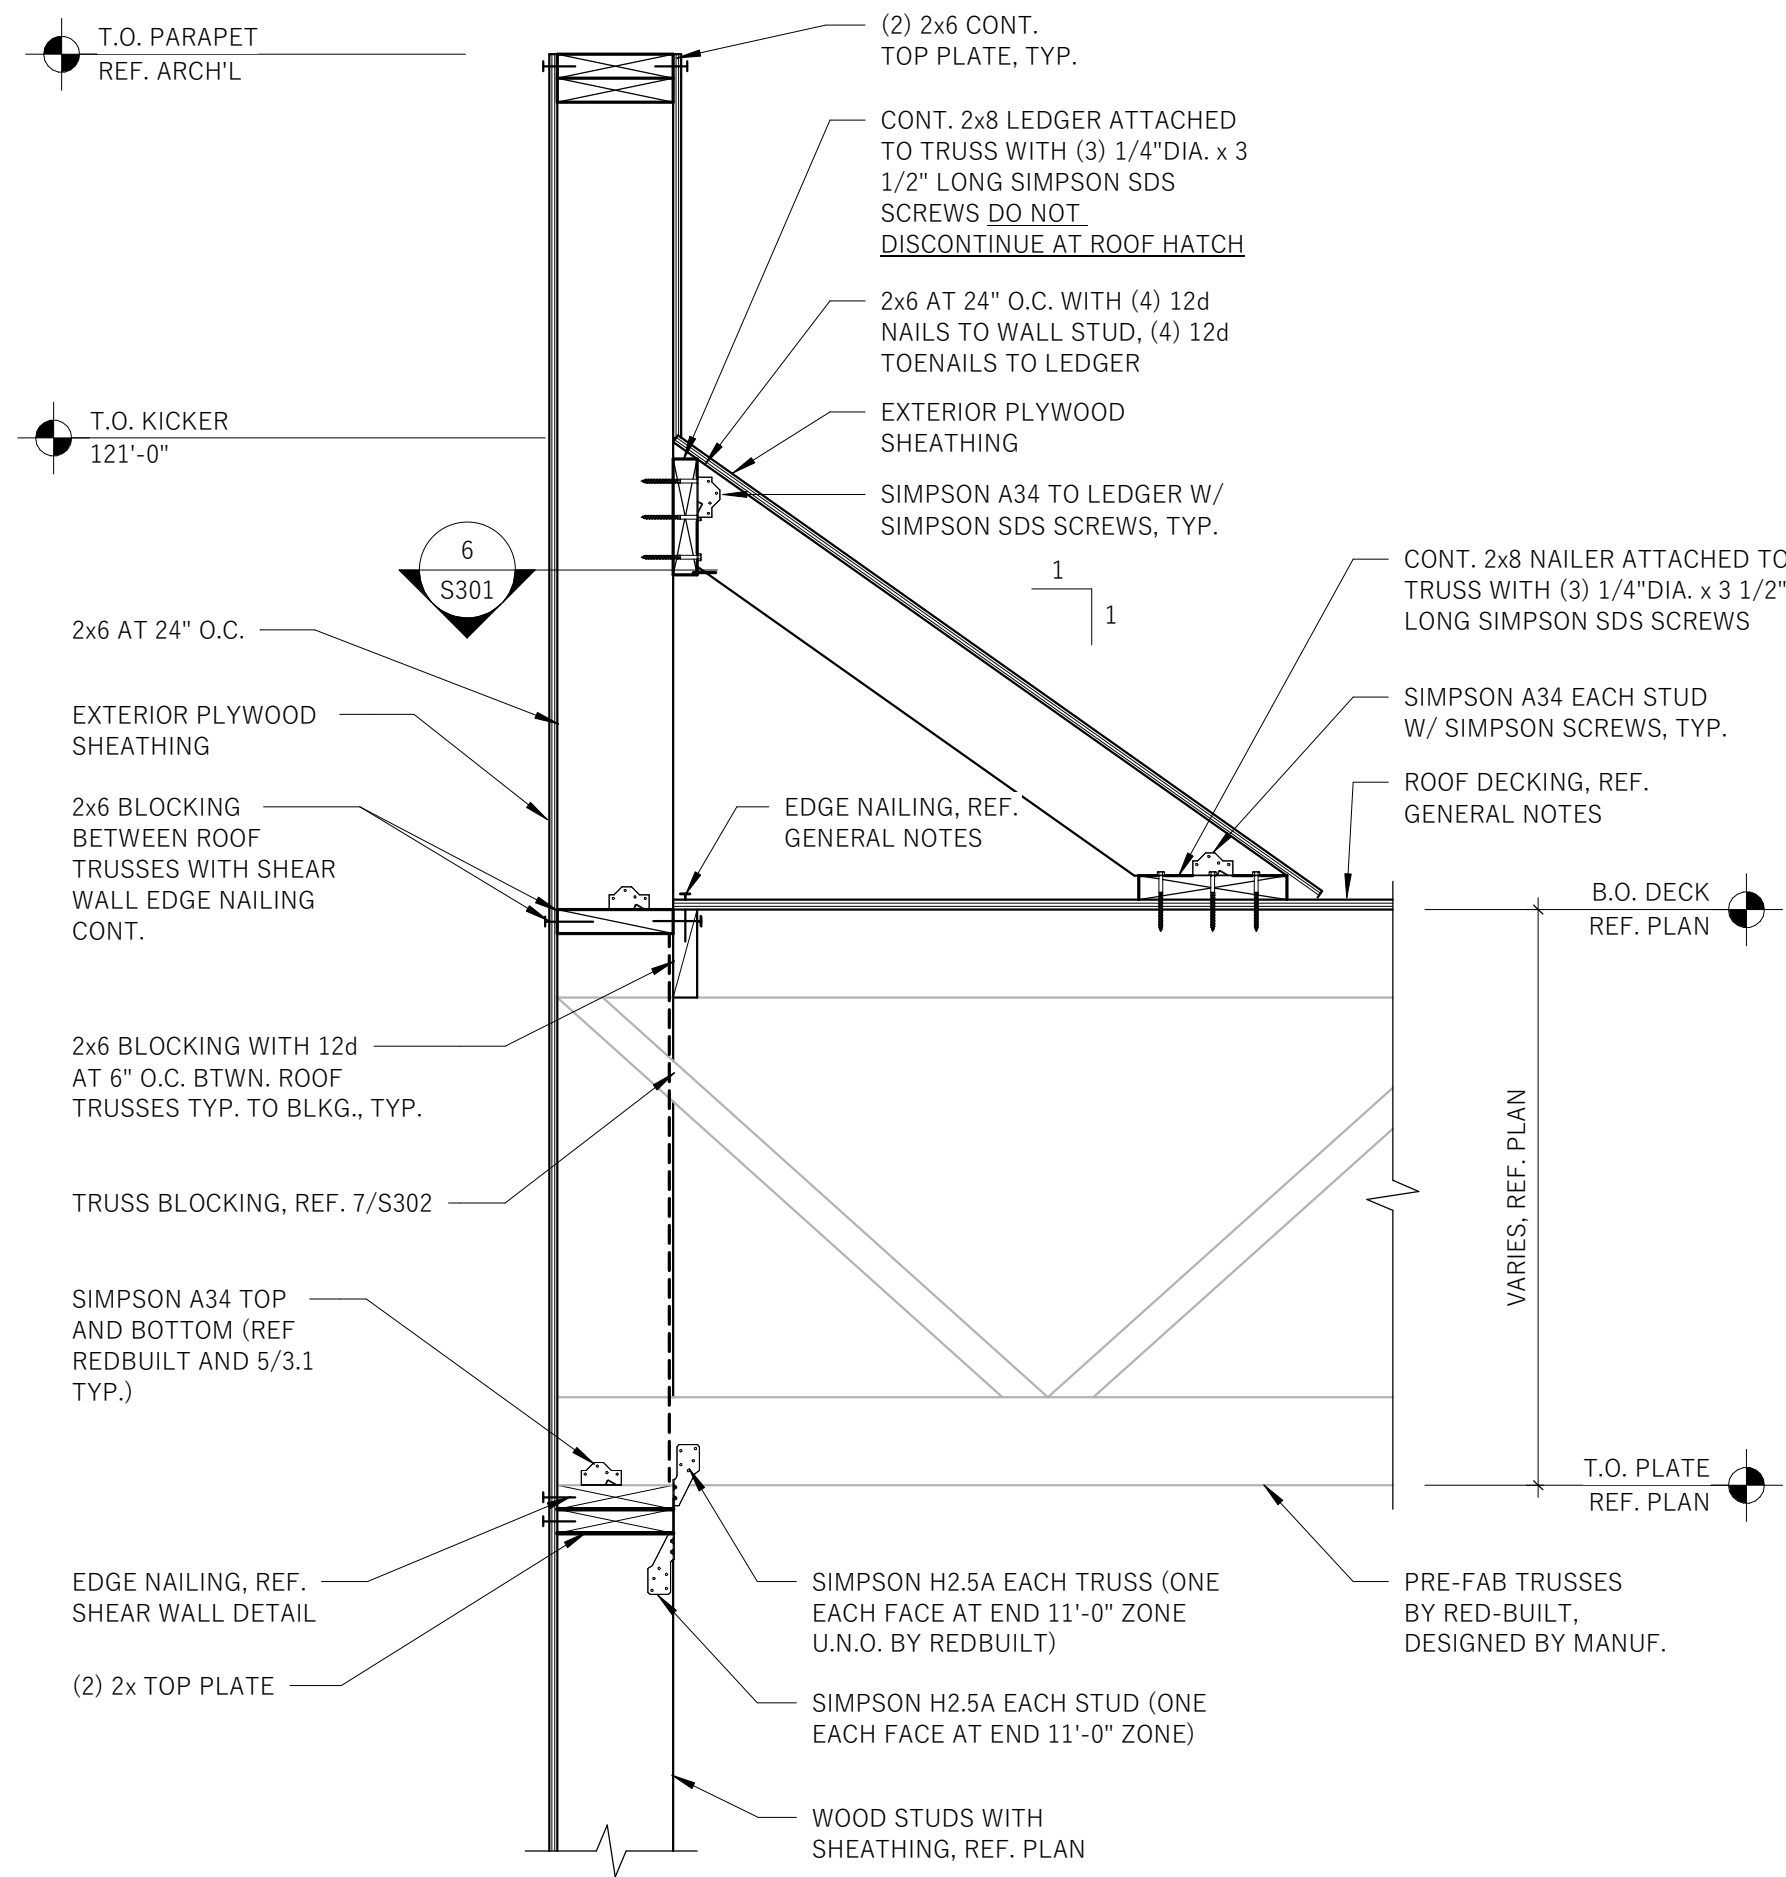 T.O. PARAPET
REF. ARCH'L
(2) 2x6 CONT.
TOP PLATE, TYP.
CONT. 2x8 LEDGER ATTACHED
TO TRUSS WITH (3) 1/4"DIA. x 3
1/2" LONG SIMPSON SDS
SCREWS DO NOT
DISCONTINUE AT ROOF HATCH
2x6 AT 24" O.C. WITH (4) 12d
NAILS TO WALL STUD, (4) 12d
TOENAILS TO LEDGER
EXTERIOR PLYWOOD
SHEATHING
T.O. KICKER
121'-0"
SIMPSON A34 TO LEDGER W/
SIMPSON SDS SCREWS, TYP.
6
S301
1
1
CONT. 2x8 NAILER ATTACHED TO
TRUSS WITH (3) 1/4"DIA. x 3 1/2"
LONG SIMPSON SDS SCREWS
2x6 AT 24" O.C.
SIMPSON A34 EACH STUD
W/ SIMPSON SCREWS, TYP.
EXTERIOR PLYWOOD
SHEATHING
ROOF DECKING, REF.
GENERAL NOTES
2x6 BLOCKING
BETWEEN ROOF
TRUSSES WITH SHEAR
WALL EDGE NAILING
CONT.
EDGE NAILING, REF.
GENERAL NOTES
B.O. DECK
REF. PLAN
2x6 BLOCKING WITH 12d
AT 6" O.C. BTWN. ROOF
TRUSSES TYP. TO BLKG., TYP.
VARIES, REF. PLAN
TRUSS BLOCKING, REF. 7/S302
SIMPSON A34 TOP
AND BOTTOM (REF
REDBUILT AND 5/3.1
TYP.)
T.O. PLATE
REF. PLAN
EDGE NAILING, REF.
SHEAR WALL DETAIL
SIMPSON H2.5A EACH TRUSS (ONE
EACH FACE AT END 11'-0" ZONE
U.N.O. BY REDBUILT)
PRE-FAB TRUSSES
BY RED-BUILT,
DESIGNED BY MANUF.
(2) 2x TOP PLATE
SIMPSON H2.5A EACH STUD (ONE
EACH FACE AT END 11'-0" ZONE)
WOOD STUDS WITH
SHEATHING, REF. PLAN